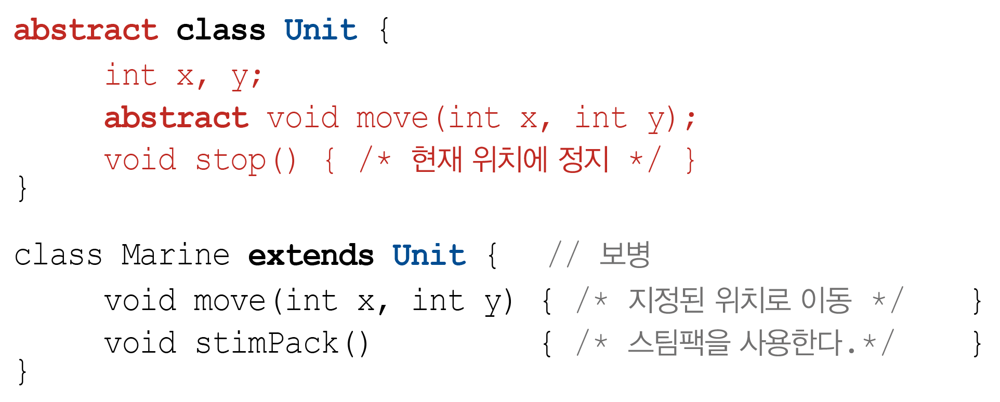 abstract class Unit {
int x, y;
abstract void move(int x, int y);
void stop() { /* 현재 위치에 정지 */ }
}
class Marine extends Unit { // 보병
void move(int x, int y) { /* 지정된 위치로 이동 */ }
void stimPack() { /* 스팀팩을 사용한다.*/ }
}